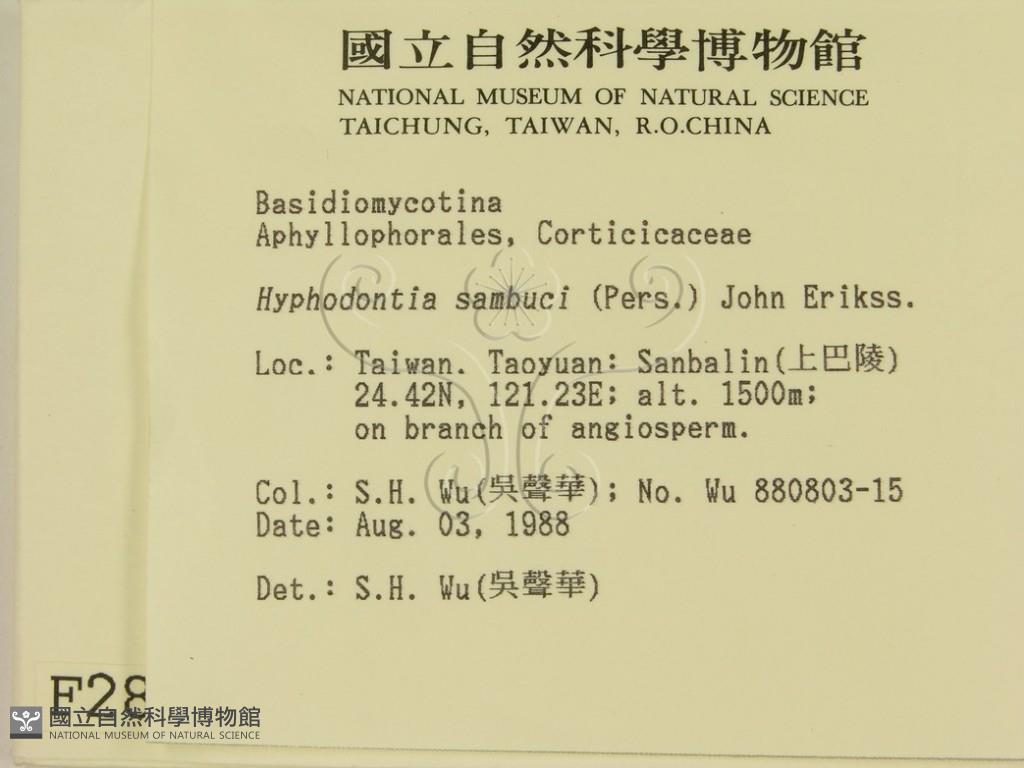 國立自然科學博物館
NATIONAL MUSEUM OF NATURAL SCIENCE
TAICHUNG, TAIWAN, R.O.CHINA
Basidiomycotina
Aphyllophorales, Corticicaceae
Hyphodontia sambuci (Pers.) John Erikss.
Loc.: Taiwan. Taoyuan: Sanbalin(上巴陵)
24.42N, 121.23E; alt. 1500m;
on branch of angiosperm.
Col.: S.H. Wu(吳聲華); No. Wu 880803-15
Date: Aug. 03, 1988
Det.: S.H. Wu(吳聲華)
F28
國立自然科學博物館
NATIONAL MUSEUM OF NATURAL SCIENCE